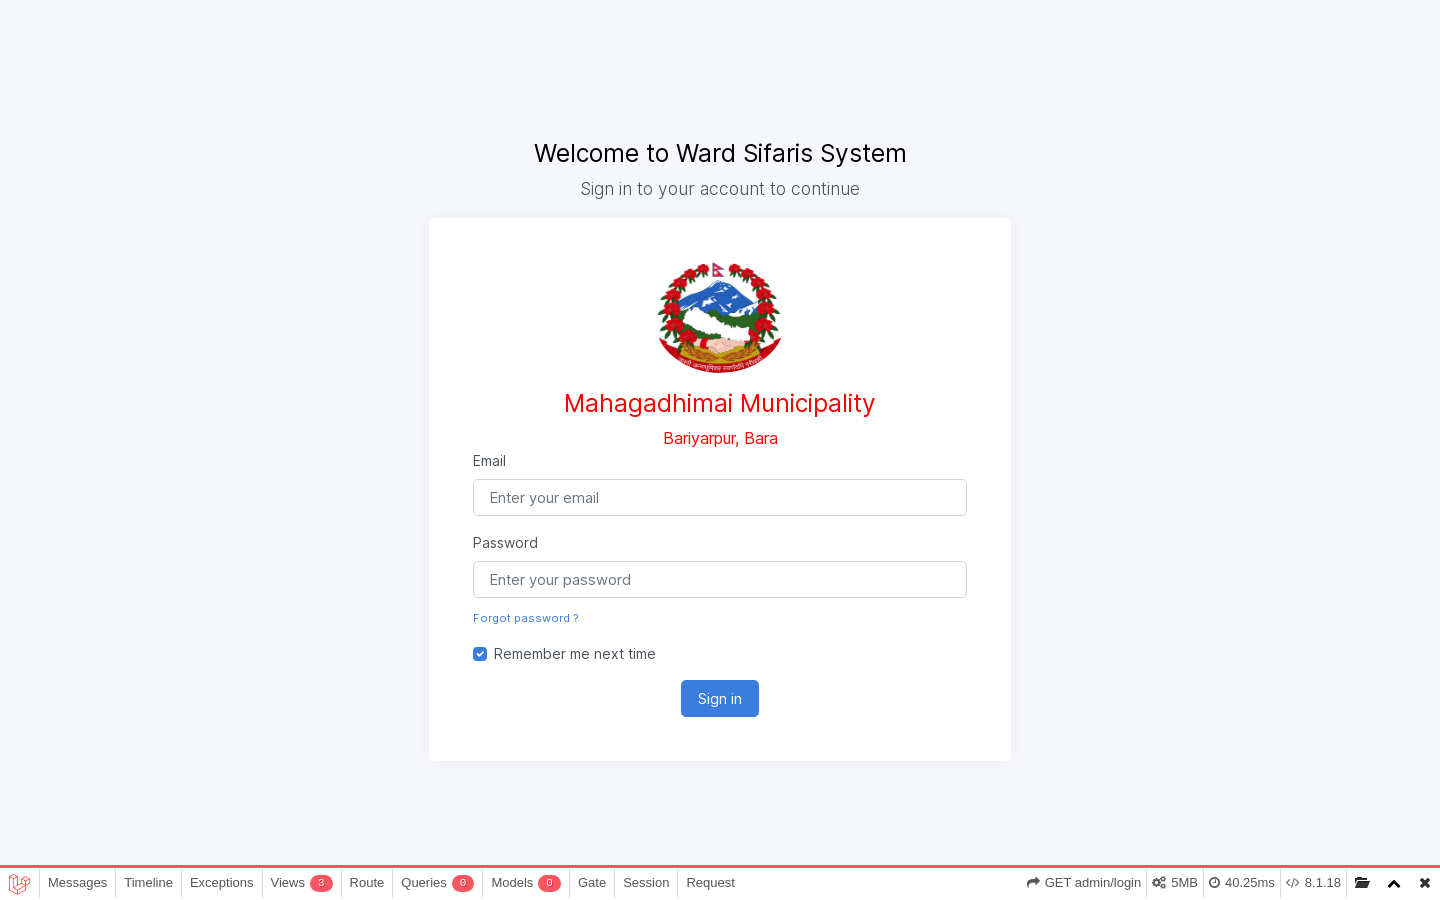 Welcome to Ward Sifaris System
Sign in to your account to continue
Mahagadhimai Municipality
Bariyarpur, Bara
Email
Enter your email
Password
Enter your password
Forgot password ?
Remember me next time
Sign in
Messages Timeline Exceptions Views 3 Route Queries 0 Models 0 Gate Session Request GET admin/login 5MB 40.25ms 8.1.18